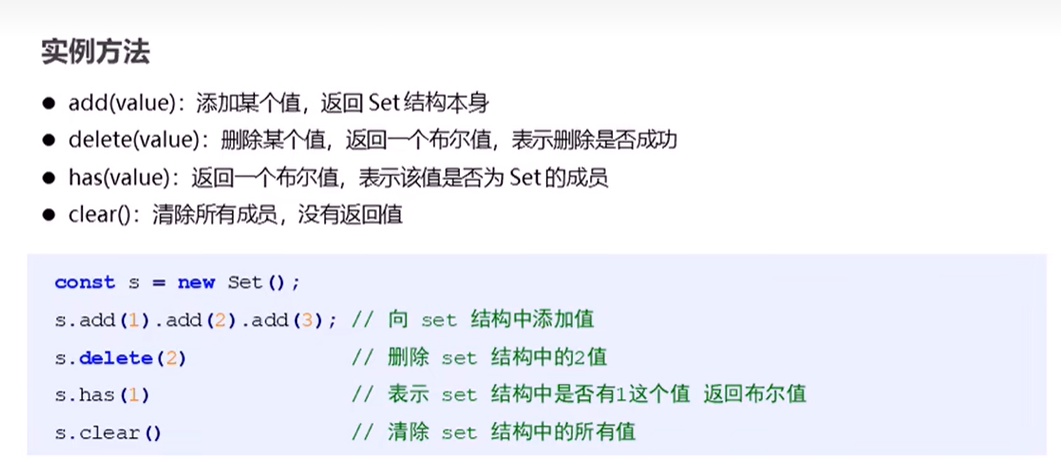 实例方法
● add(value)：添加某个值，返回 Set 结构本身
● delete(value)：删除某个值，返回一个布尔值，表示删除是否成功
● has(value)：返回一个布尔值，表示该值是否为 Set 的成员
● clear()：清除所有成员，没有返回值
const s = new Set();
s.add(1).add(2).add(3); // 向 set 结构中添加值
s.delete(2) // 删除 set 结构中的2值
s.has(1) // 表示 set 结构中是否有1这个值 返回布尔值
s.clear() // 清除 set 结构中的所有值